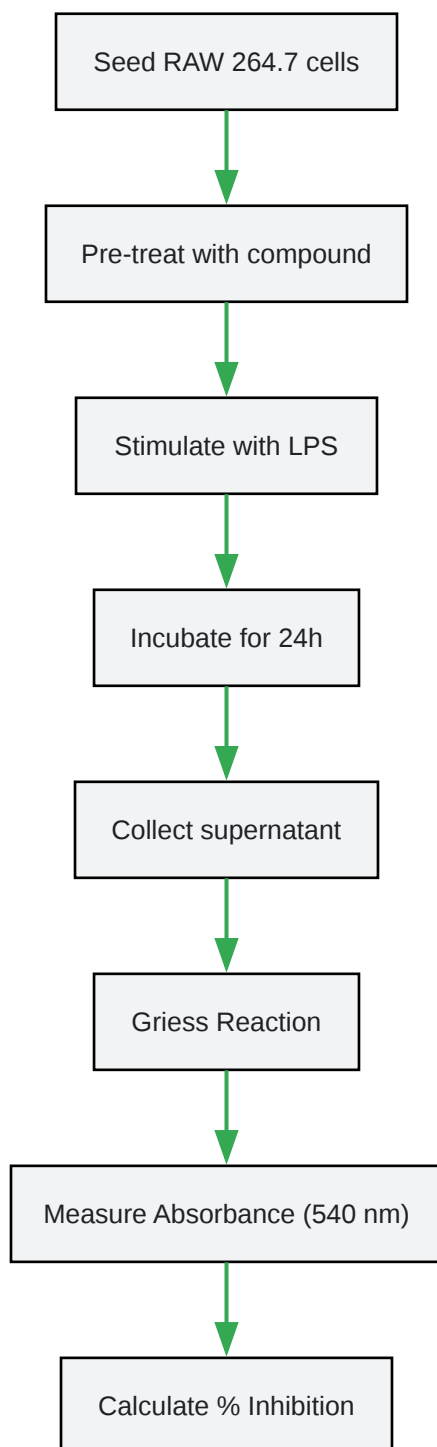 Seed RAW 264.7 cells
Pre-treat with compound
Stimulate with LPS
Incubate for 24h
Collect supernatant
Griess Reaction
Measure Absorbance (540 nm)
Calculate % Inhibition